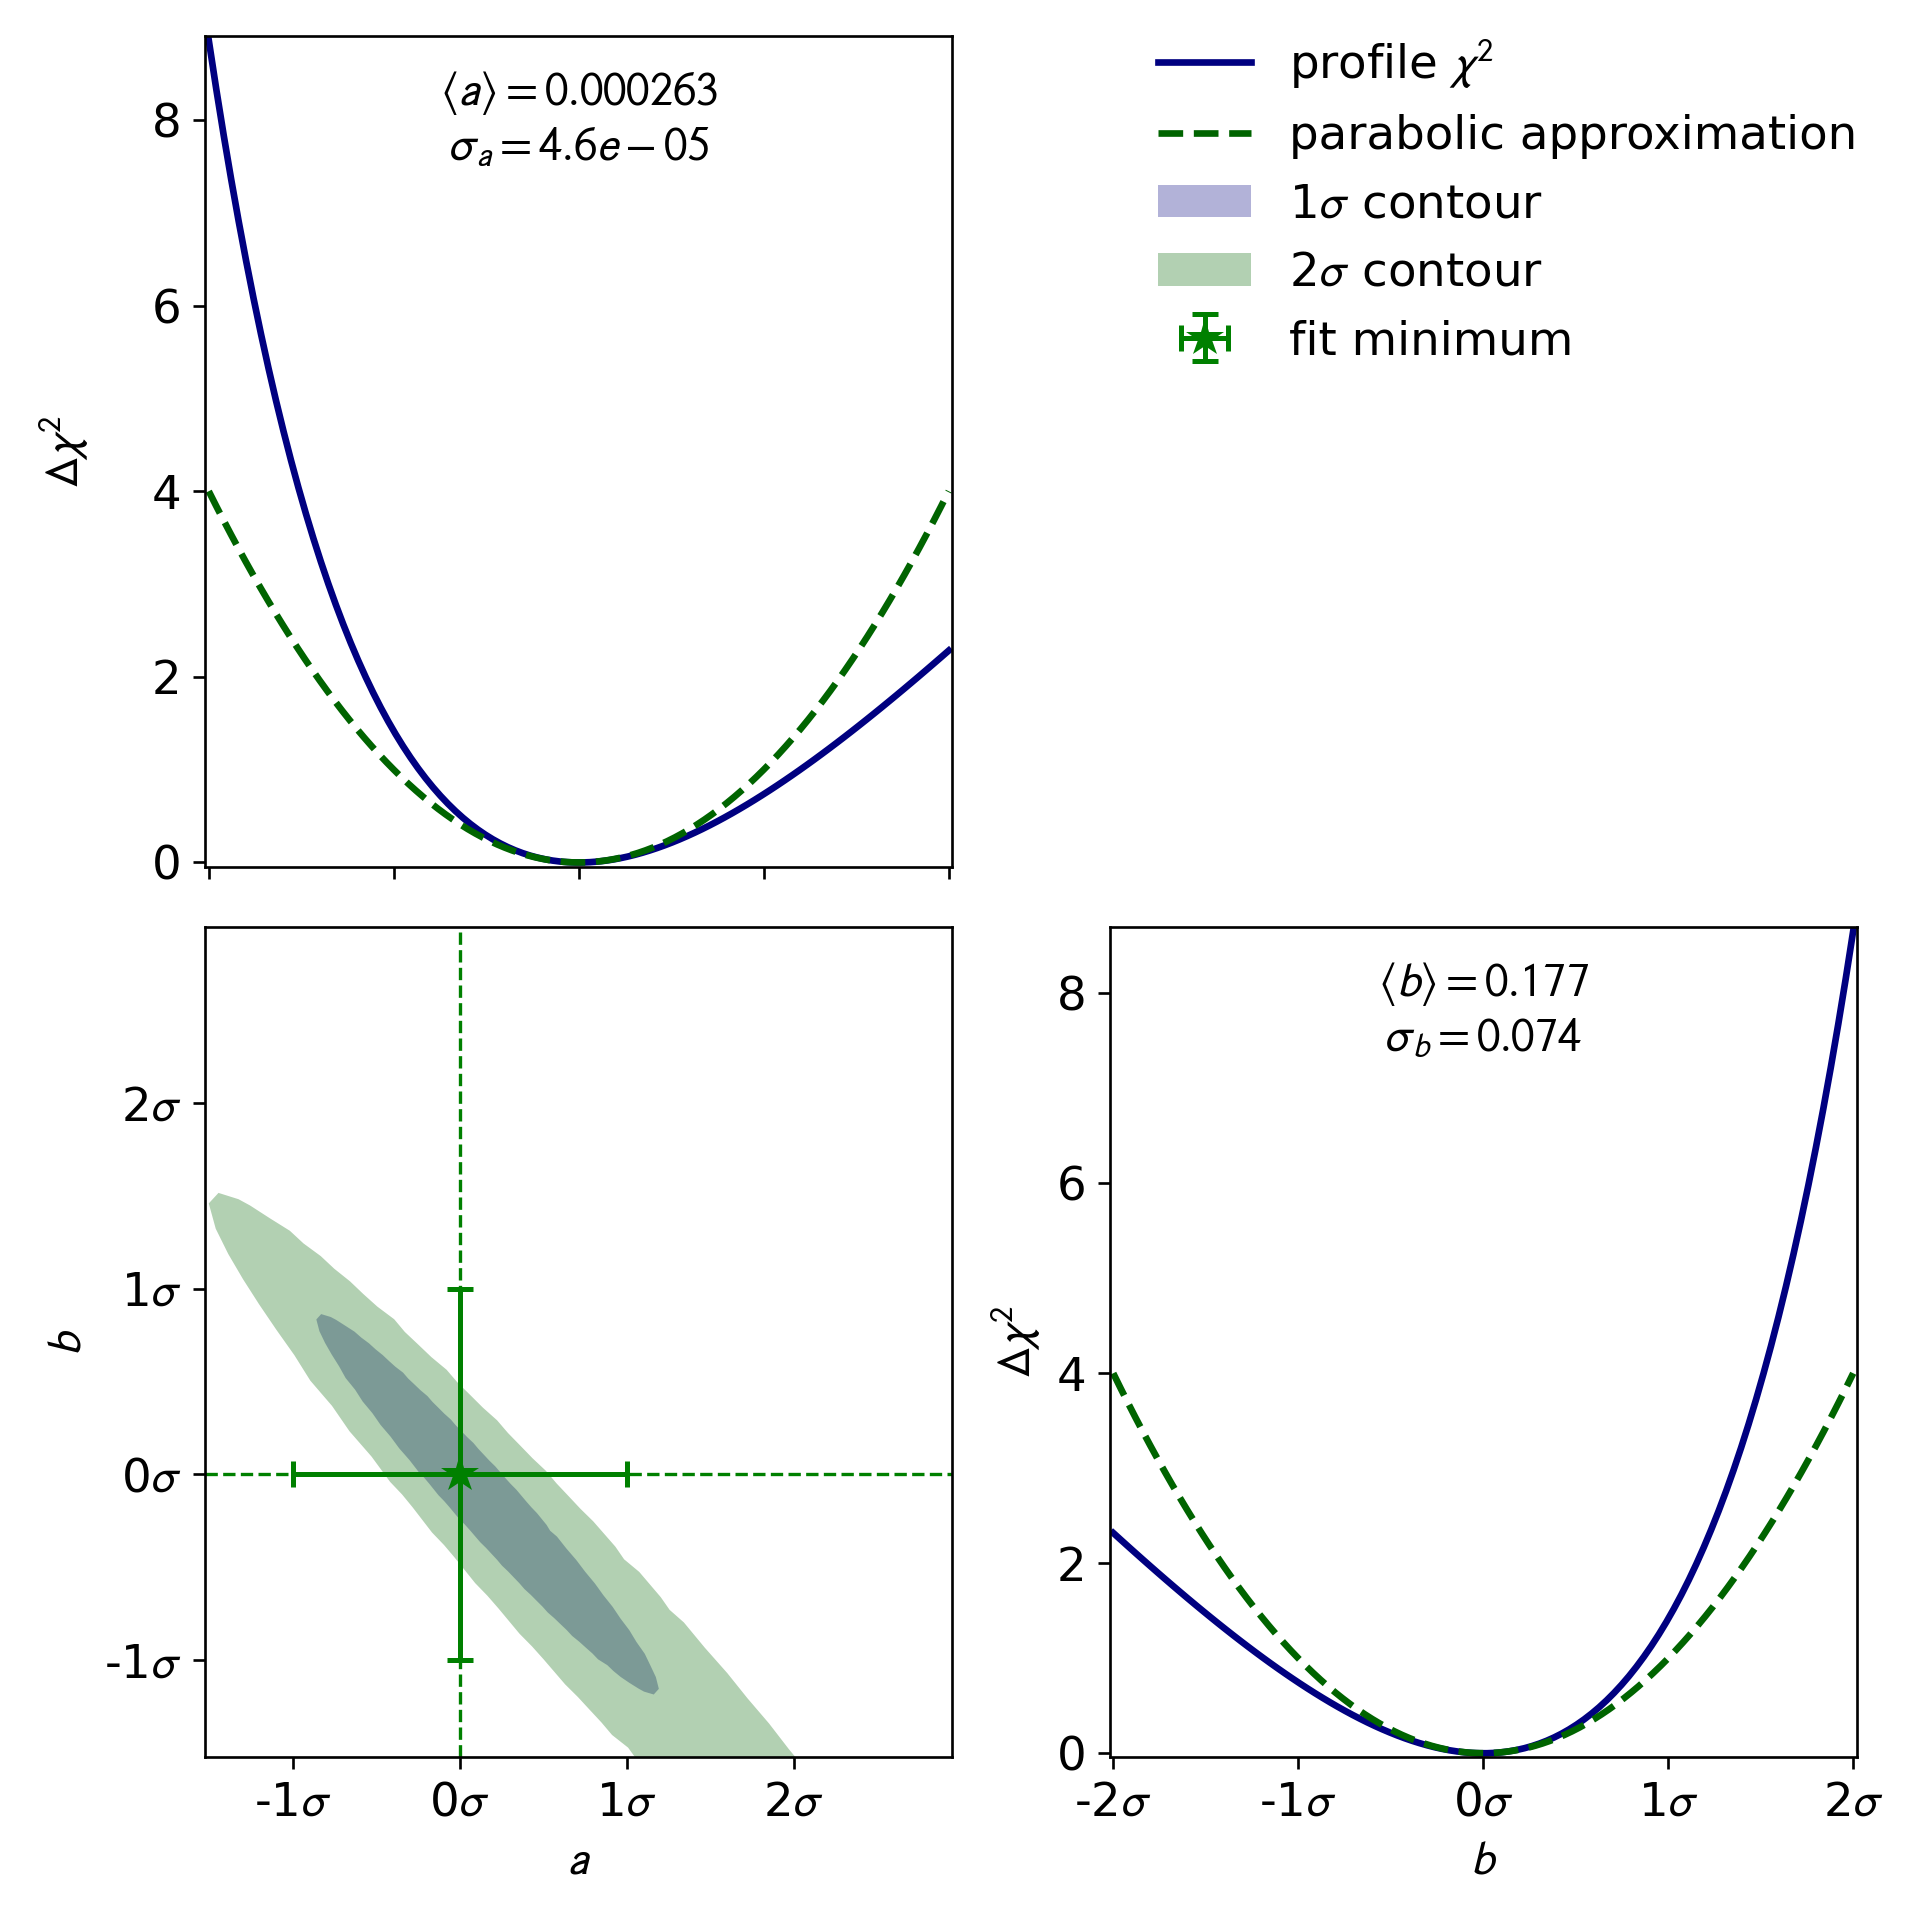 ⟨a⟩ = 0.000263
σₐ = 4.6e − 05
8
6
4
2
0
Δχ²
profile χ²
parabolic approximation
1σ contour
2σ contour
fit minimum
2σ
1σ
0σ
-1σ
b
-1σ 0σ 1σ 2σ
a
⟨b⟩ = 0.177
σ_b = 0.074
8
6
4
2
0
Δχ²
-2σ -1σ 0σ 1σ 2σ
b